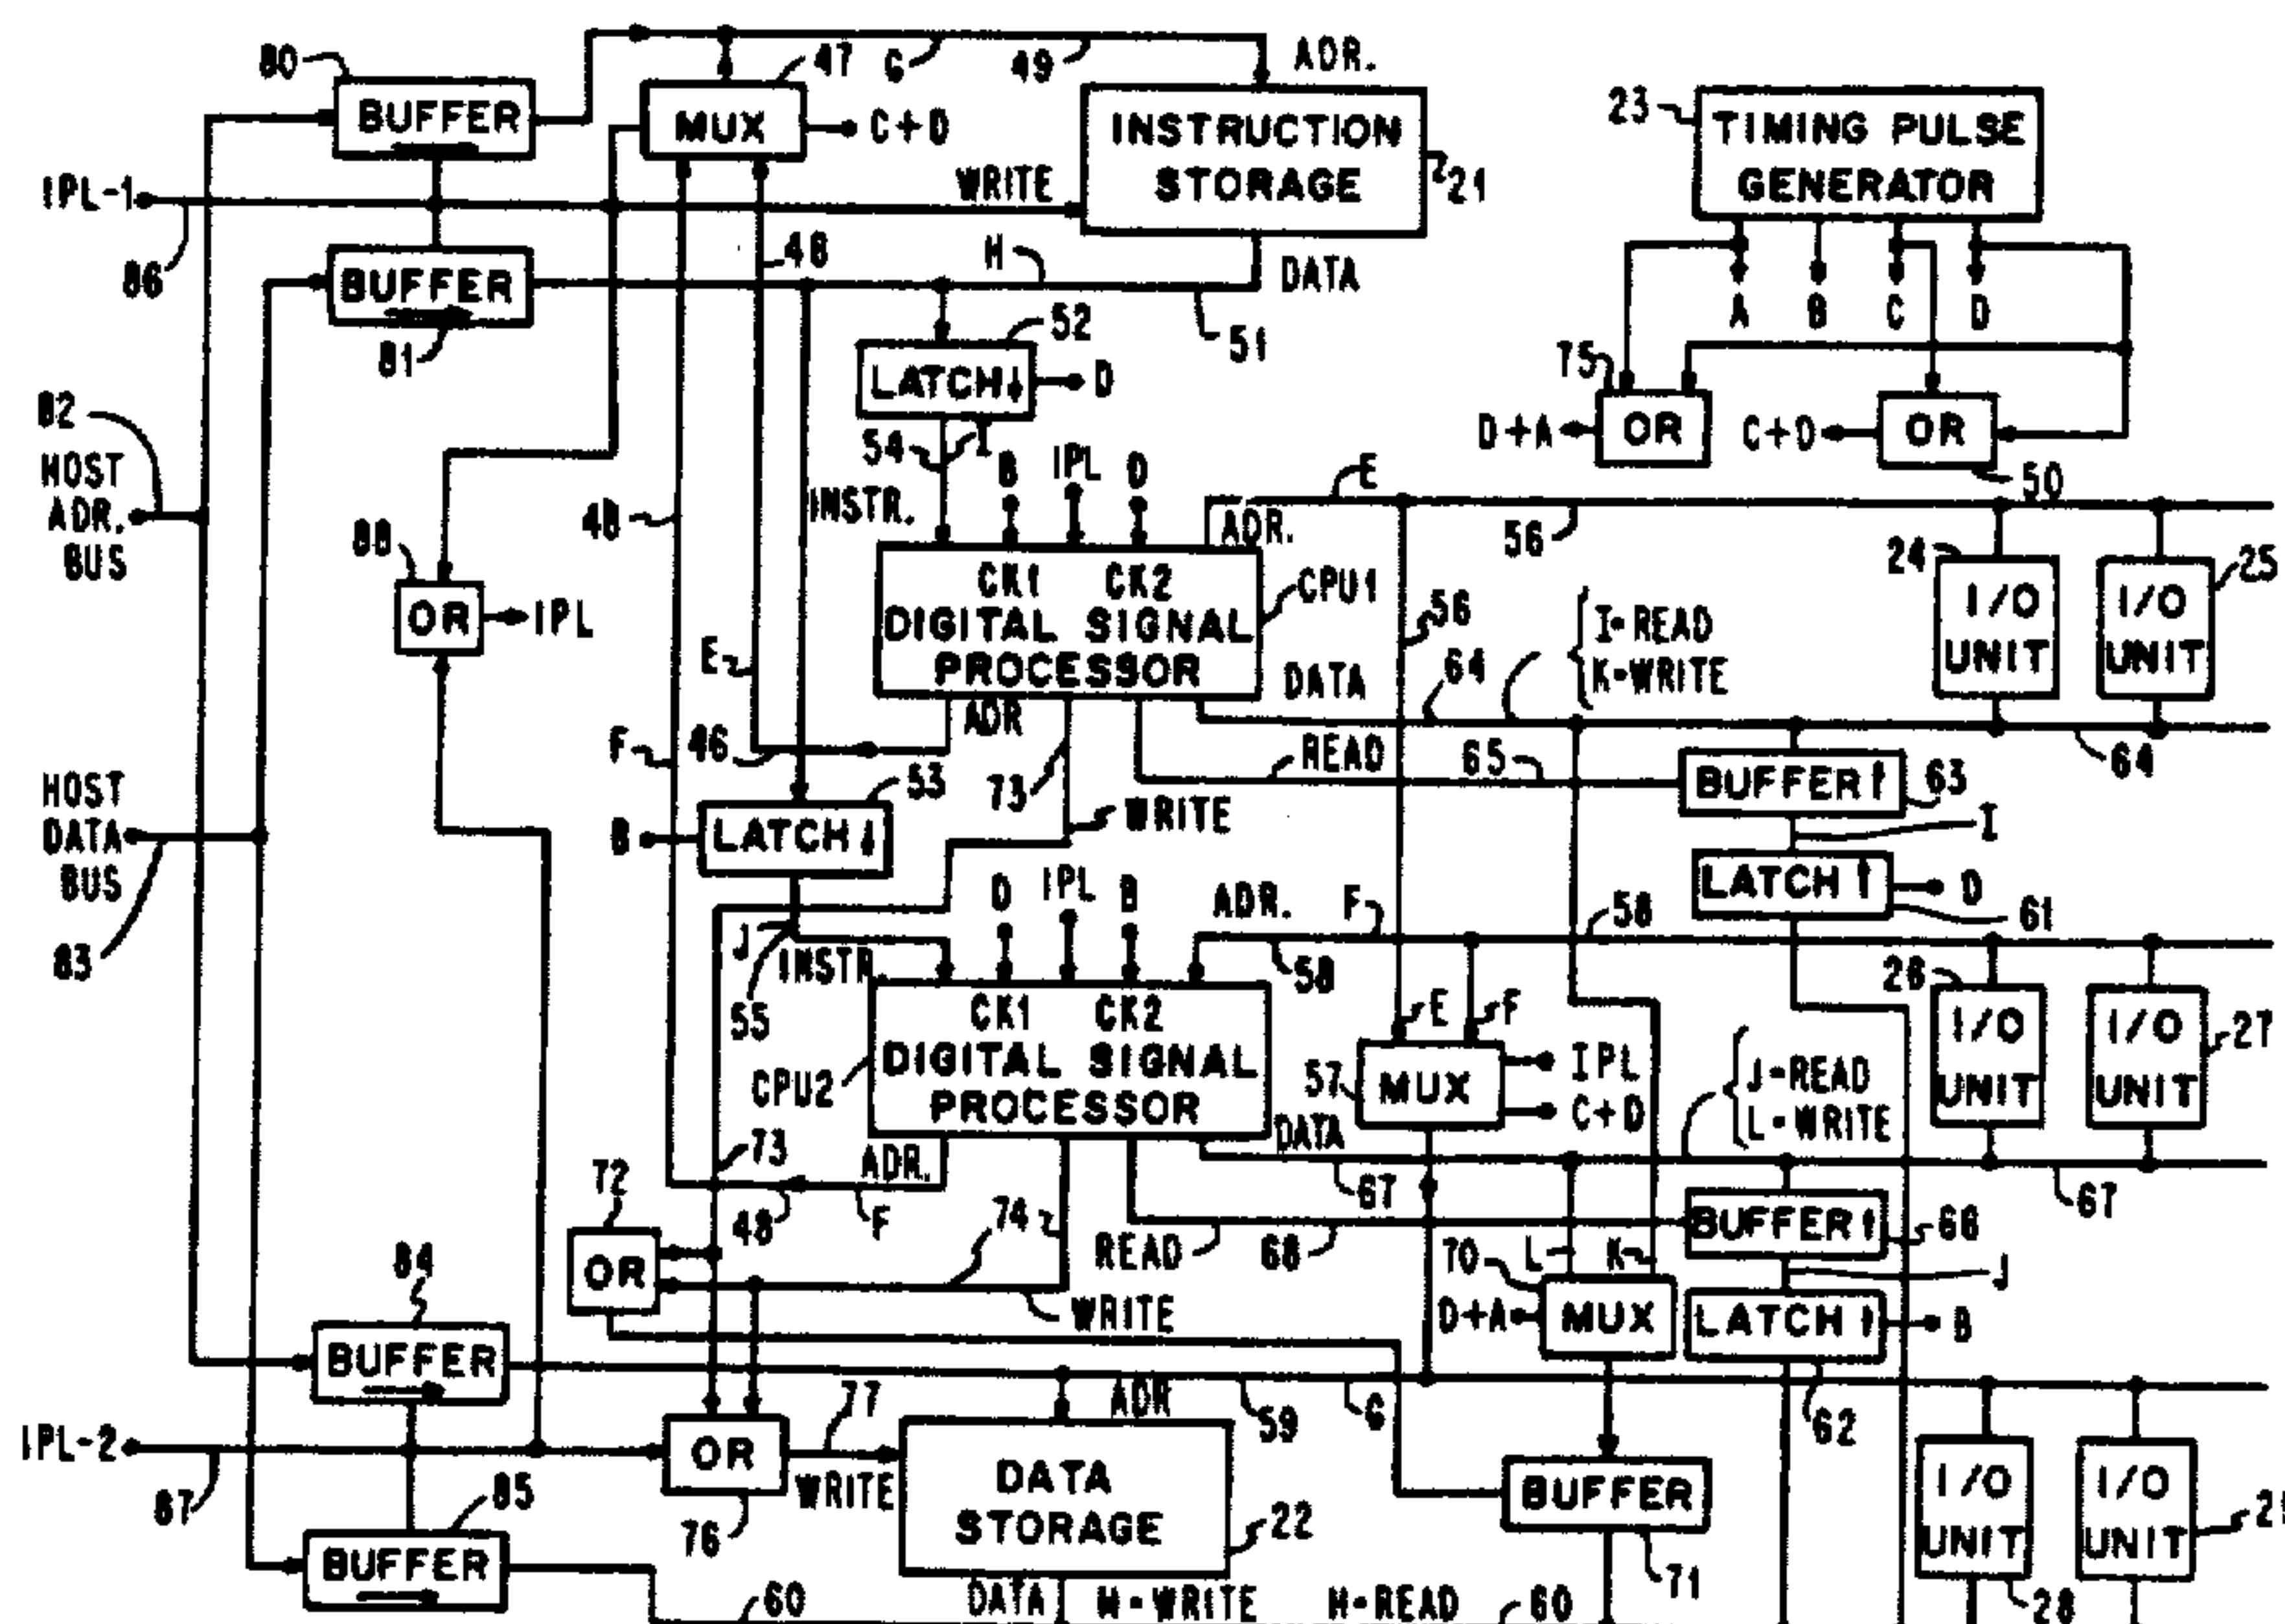 80
BUFFER
MUX
47
G
49
ADR.
C+D
INSTRUCTION
STORAGE
21
23
TIMING PULSE
GENERATOR
IPL-1
WRITE
86
BUFFER
81
46
H
DATA
51
52
LATCH
D
A
B
C
D
75
OR
D+A
C+D
OR
50
82
HOST
ADR.
BUS
54
I
B
IPL
D
INSTR.
ADR.
E
56
48
88
OR
IPL
CK1
CK2
DIGITAL SIGNAL
PROCESSOR
CPU1
24
I/O
UNIT
25
I/O
UNIT
56
I-READ
K-WRITE
E
ADR
DATA
64
F
46
73
READ
65
BUFFER
63
64
HOST
DATA
BUS
83
53
B
LATCH
WRITE
I
LATCH
D
61
J
55
INSTR.
D
IPL
B
ADR.
F
58
58
CK1
CK2
DIGITAL SIGNAL
PROCESSOR
CPU2
E
F
57
MUX
IPL
C+D
26
I/O
UNIT
I/O
UNIT
27
J-READ
L-WRITE
73
ADR.
48
F
74
DATA
67
67
72
OR
READ
68
BUFFER
66
L
K
70
J
WRITE
D+A
MUX
LATCH
B
62
84
BUFFER
ADR
59
G
IPL-2
87
OR
76
77
WRITE
DATA
STORAGE
22
BUFFER
71
I/O
UNIT
28
I/O
UNIT
85
BUFFER
60
DATA
H-READ
60